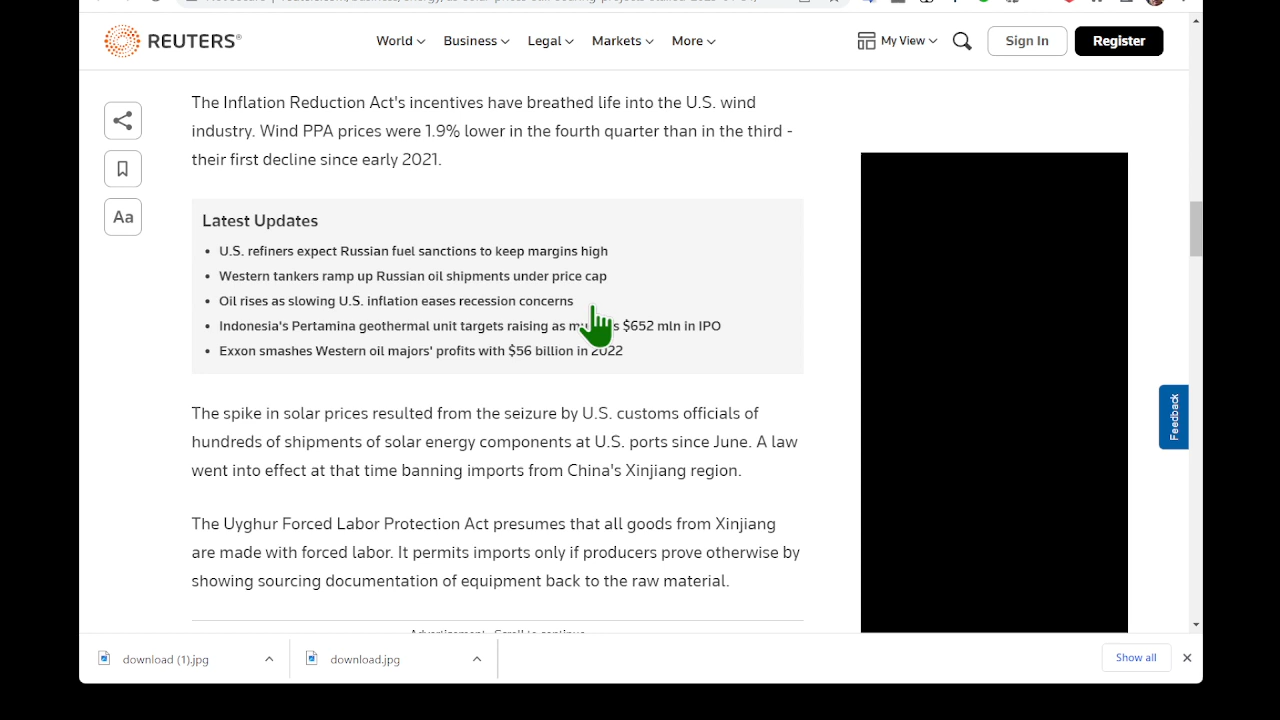 REUTERS®
World
Business
Legal
Markets
More
My View
Sign In
Register
The Inflation Reduction Act's incentives have breathed life into the U.S. wind
industry. Wind PPA prices were 1.9% lower in the fourth quarter than in the third -
their first decline since early 2021.
Aa
Latest Updates
• U.S. refiners expect Russian fuel sanctions to keep margins high
• Western tankers ramp up Russian oil shipments under price cap
• Oil rises as slowing U.S. inflation eases recession concerns
• Indonesia's Pertamina geothermal unit targets raising as $652 mln in IPO
• Exxon smashes Western oil majors' profits with $56 billion in 2022
The spike in solar prices resulted from the seizure by U.S. customs officials of
hundreds of shipments of solar energy components at U.S. ports since June. A law
went into effect at that time banning imports from China's Xinjiang region.
Feedback
The Uyghur Forced Labor Protection Act presumes that all goods from Xinjiang
are made with forced labor. It permits imports only if producers prove otherwise by
showing sourcing documentation of equipment back to the raw material.
download (1).jpg
download.jpg
Show all